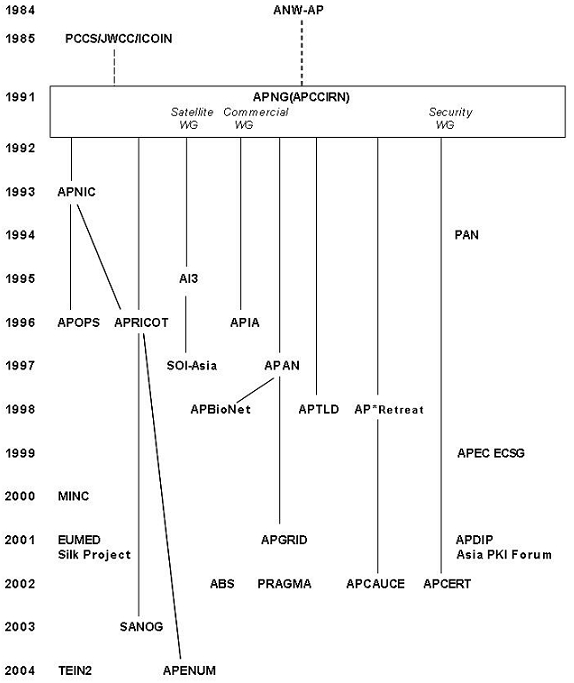 1984 ANW-AP
1985 PCCS/JWCC/ICOIN
1991 APNG(APCCIRN)
Satellite Commercial Security
WG WG WG
1992
1993 APNIC
1994 PAN
1995 AI3
1996 APOPS APRICOT APIA
1997 SOI-Asia APAN
1998 APBioNet APTLD AP*Retreat
1999 APEC ECSG
2000 MINC
2001 EUMED APGRID APDIP
Silk Project Asia PKI Forum
2002 ABS PRAGMA APCAUCE APCERT
2003 SANOG
2004 TEIN2 APENUM